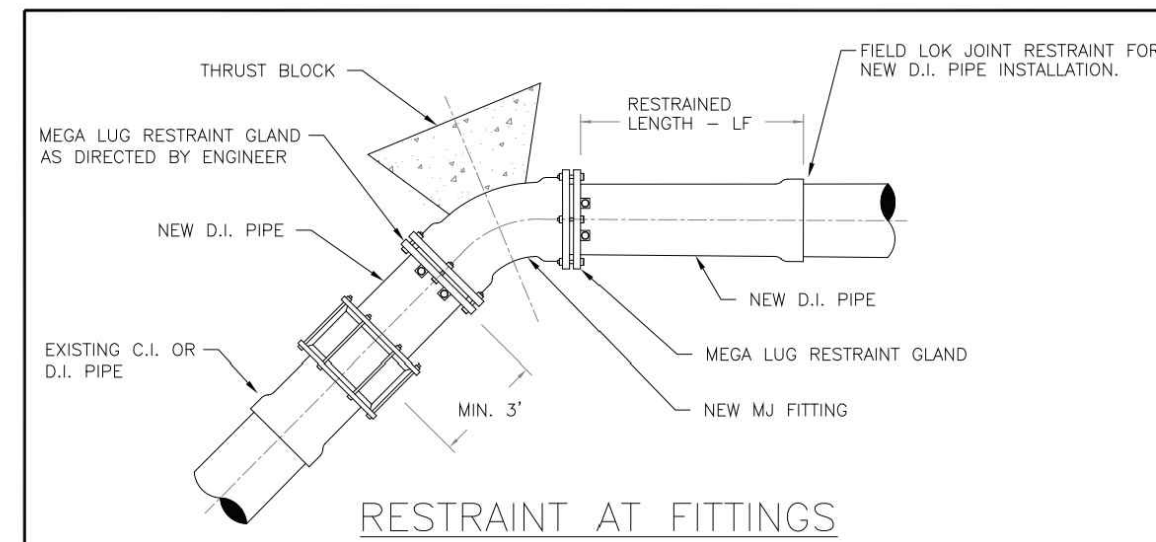 THRUST BLOCK
FIELD LOK JOINT RESTRAINT FOR
NEW D.I. PIPE INSTALLATION.
RESTRAINED
LENGTH – LF
MEGA LUG RESTRAINT GLAND
AS DIRECTED BY ENGINEER
NEW D.I. PIPE
NEW D.I. PIPE
EXISTING C.I. OR
D.I. PIPE
MEGA LUG RESTRAINT GLAND
MIN. 3'
NEW MJ FITTING
RESTRAINT AT FITTINGS